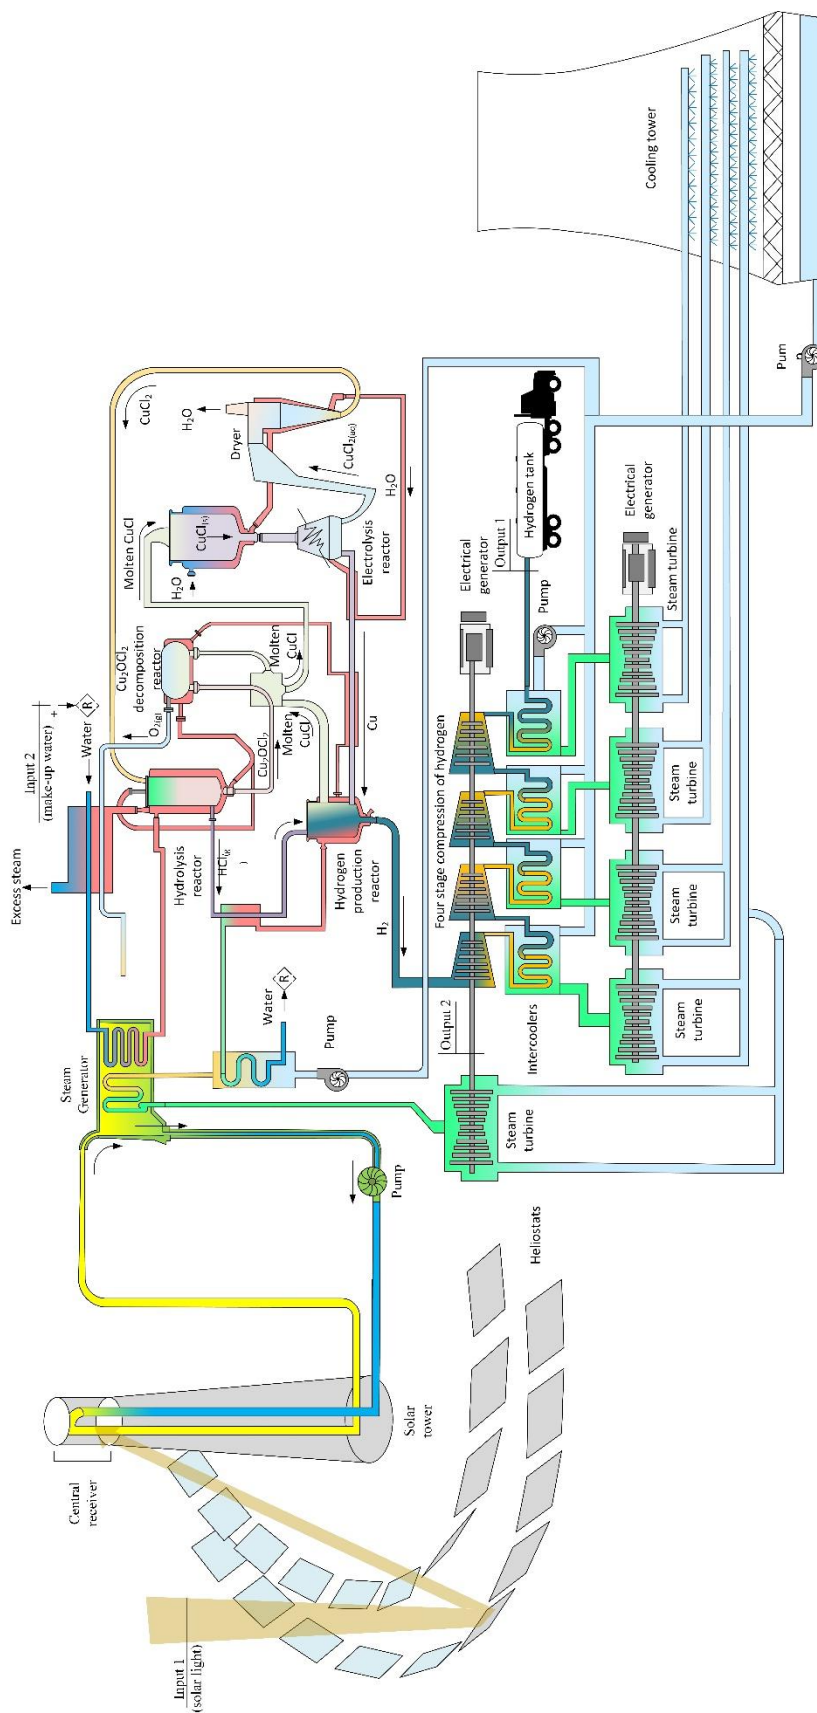 Input 1
(solar light)
Central
receiver
Solar
tower
Heliostats
Pump
Steam
Generator
Excess steam
Input 2
(make-up water)
+
Water
R
O2(g)
Hydrolysis
reactor
HCl(g
)
Cu2OCl2
decomposition
reactor
Cu2OCl2
Molten
CuCl
Molten
CuCl
Molten CuCl
H2O
CuCl(s)
CuCl2
H2O
Dryer
CuCl2(aq)
H2O
Electrolysis
reactor
Cu
Hydrogen
production
reactor
H2
Water
R
Pump
Output 2
Four stage compression of hydrogen
Intercoolers
Electrical
generator
Output 1
Pump
Hydrogen tank
Steam
turbine
Steam
turbine
Steam
turbine
Steam
turbine
Steam turbine
Electrical
generator
Pum
Cooling tower